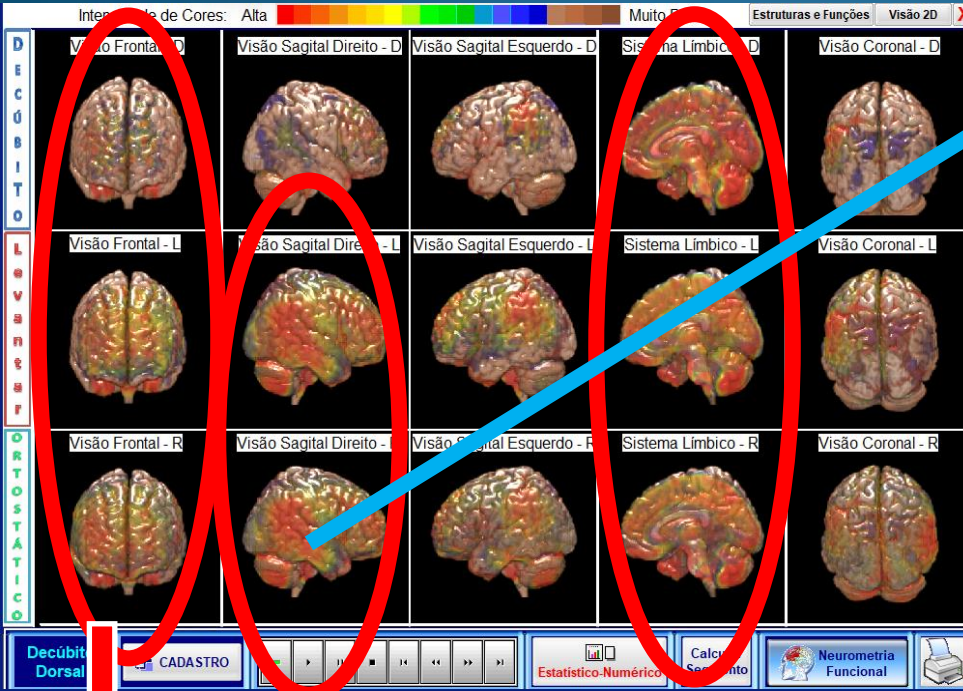 de Cores: Alta Muito
Estruturas e Funções Visão 2D X
DÉCÚBITO
Visão Frontal - D Visão Sagital Direito - D Visão Sagital Esquerdo - D Sistema Límbico - D Visão Coronal - D
Levantar
Visão Frontal - L Visão Sagital Direito - L Visão Sagital Esquerdo - L Sistema Límbico - L Visão Coronal - L
ORTOSTÁTICO
Visão Frontal - R Visão Sagital Direito - Visão Sagital Esquerdo - R Sistema Límbico - R Visão Coronal - R
Decúbito
Dorsal
CADASTRO
Estatístico-Numérico
Neurometria
Funcional